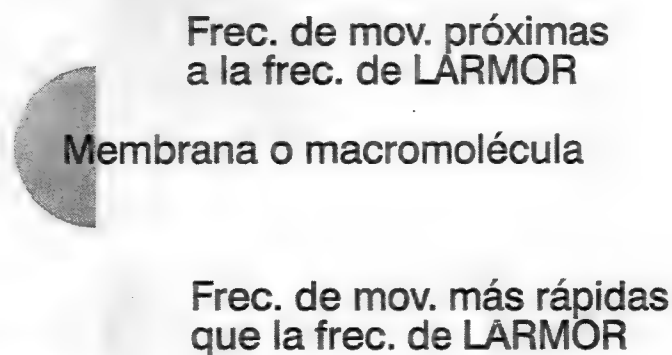 Frec. de mov. próximas
a la frec. de LARMOR
Membrana o macromolécula
Frec. de mov. más rápidas
que la frec. de LARMOR